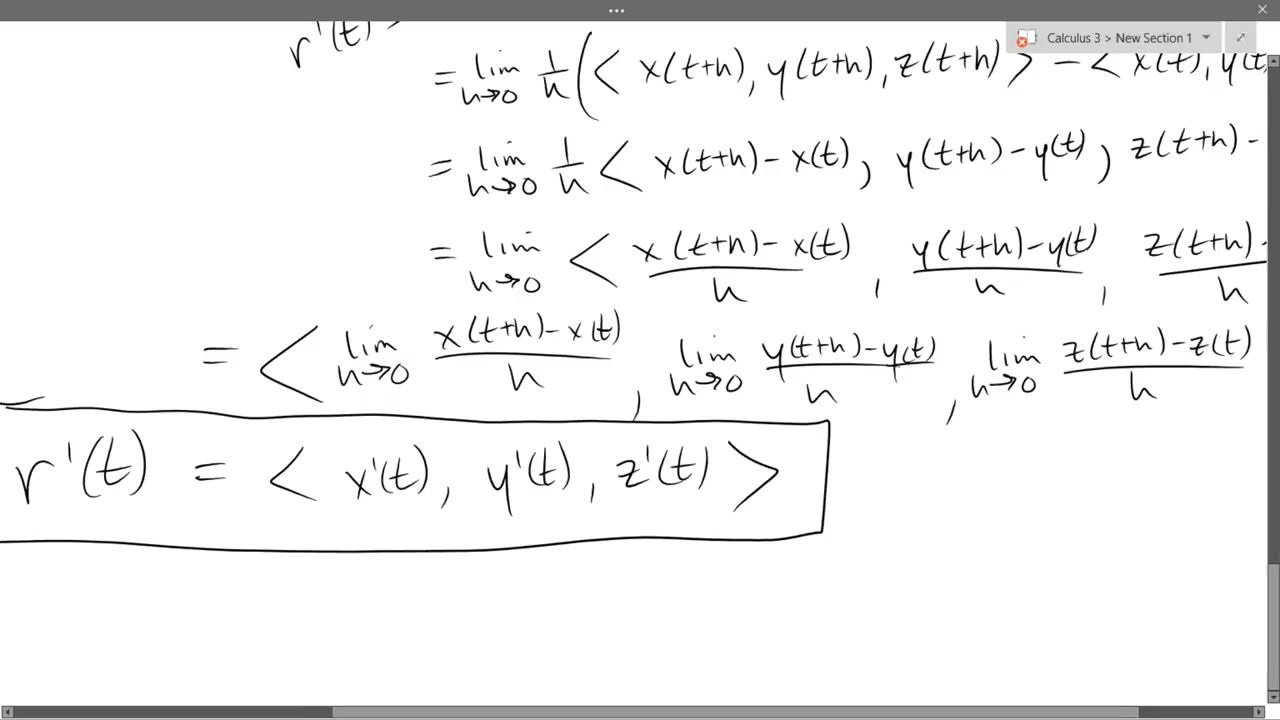 Calculus 3 > New Section 1
r'(t)
= lim h→0 1/h (< x(t+h), y(t+h), z(t+h) > - < x(t), y(t
= lim h→0 1/h < x(t+h) - x(t), y(t+h) - y(t), z(t+h) -
= lim h→0 < (x(t+h) - x(t))/h, (y(t+h) - y(t))/h, (z(t+h) -)/h
= < lim h→0 (x(t+h) - x(t))/h, lim h→0 (y(t+h) - y(t))/h, lim h→0 (z(t+h) - z(t))/h
r'(t) = < x'(t), y'(t), z'(t) >